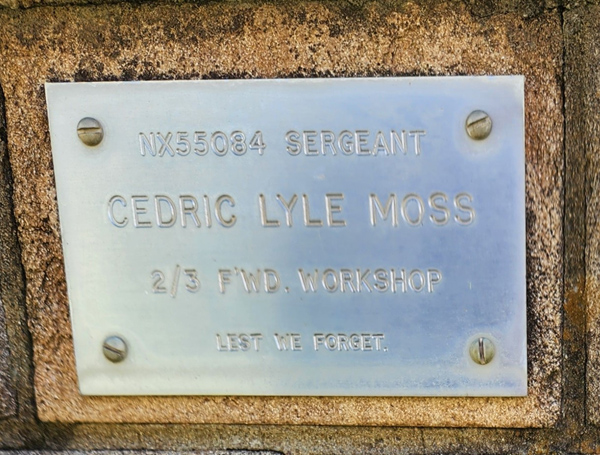 NX55084 SERGEANT
CEDRIC LYLE MOSS
2/3 F'WD. WORKSHOP
LEST WE FORGET.